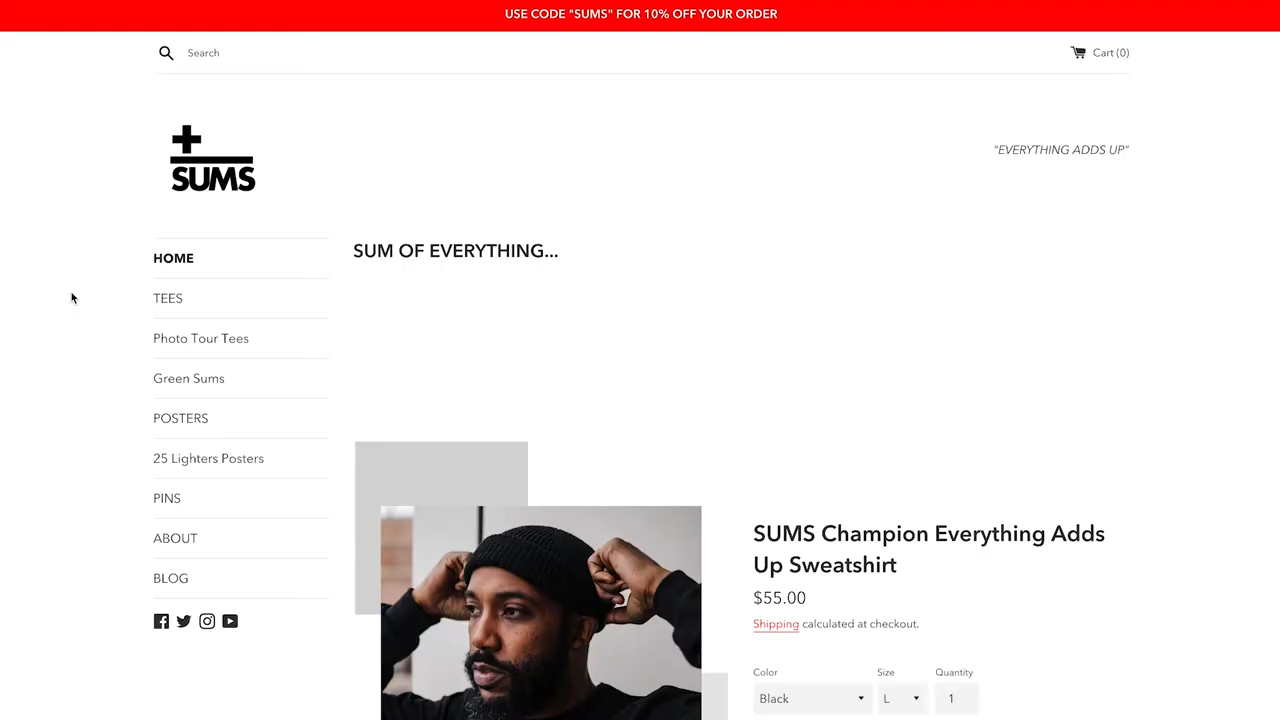 USE CODE "SUMS" FOR 10% OFF YOUR ORDER
Search
Cart (0)
SUMS
"EVERYTHING ADDS UP"
HOME
SUM OF EVERYTHING...
TEES
Photo Tour Tees
Green Sums
POSTERS
25 Lighters Posters
PINS
ABOUT
BLOG
SUMS Champion Everything Adds
Up Sweatshirt
$55.00
Shipping calculated at checkout.
Color Size Quantity
Black L 1